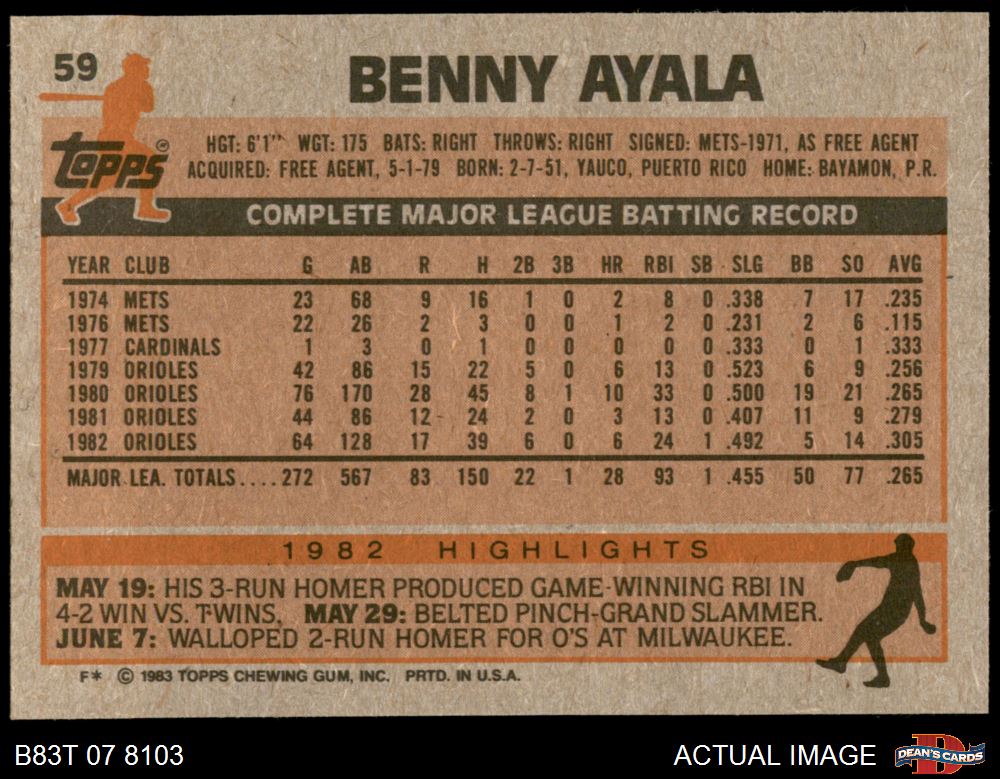 59
BENNY AYALA
Topps®
HGT: 6'1" WGT: 175 BATS: RIGHT THROWS: RIGHT SIGNED: METS-1971, AS FREE AGENT
ACQUIRED: FREE AGENT, 5-1-79 BORN: 2-7-51, YAUCO, PUERTO RICO HOME: BAYAMON, P.R.
COMPLETE MAJOR LEAGUE BATTING RECORD
YEAR CLUB G AB R H 2B 3B HR RBI SB SLG BB SO AVG
1974 METS 23 68 9 16 1 0 2 8 0 .338 7 17 .235
1976 METS 22 26 2 3 0 0 1 2 0 .231 2 6 .115
1977 CARDINALS 1 3 0 1 0 0 0 0 0 .333 0 1 .333
1979 ORIOLES 42 86 15 22 5 0 6 13 0 .523 6 9 .256
1980 ORIOLES 76 170 28 45 8 1 10 33 0 .500 19 21 .265
1981 ORIOLES 44 86 12 24 2 0 3 13 0 .407 11 9 .279
1982 ORIOLES 64 128 17 39 6 0 6 24 1 .492 5 14 .305
MAJOR LEA. TOTALS....272 567 83 150 22 1 28 93 1 .455 50 77 .265
1982 HIGHLIGHTS
MAY 19: HIS 3-RUN HOMER PRODUCED GAME-WINNING RBI IN
4-2 WIN VS. TWINS. MAY 29: BELTED PINCH-GRAND SLAMMER.
JUNE 7: WALLOPED 2-RUN HOMER FOR O'S AT MILWAUKEE.
F* © 1983 TOPPS CHEWING GUM, INC. PRTD. IN U.S.A.
B83T 07 8103
ACTUAL IMAGE
DEAN'S CARDS